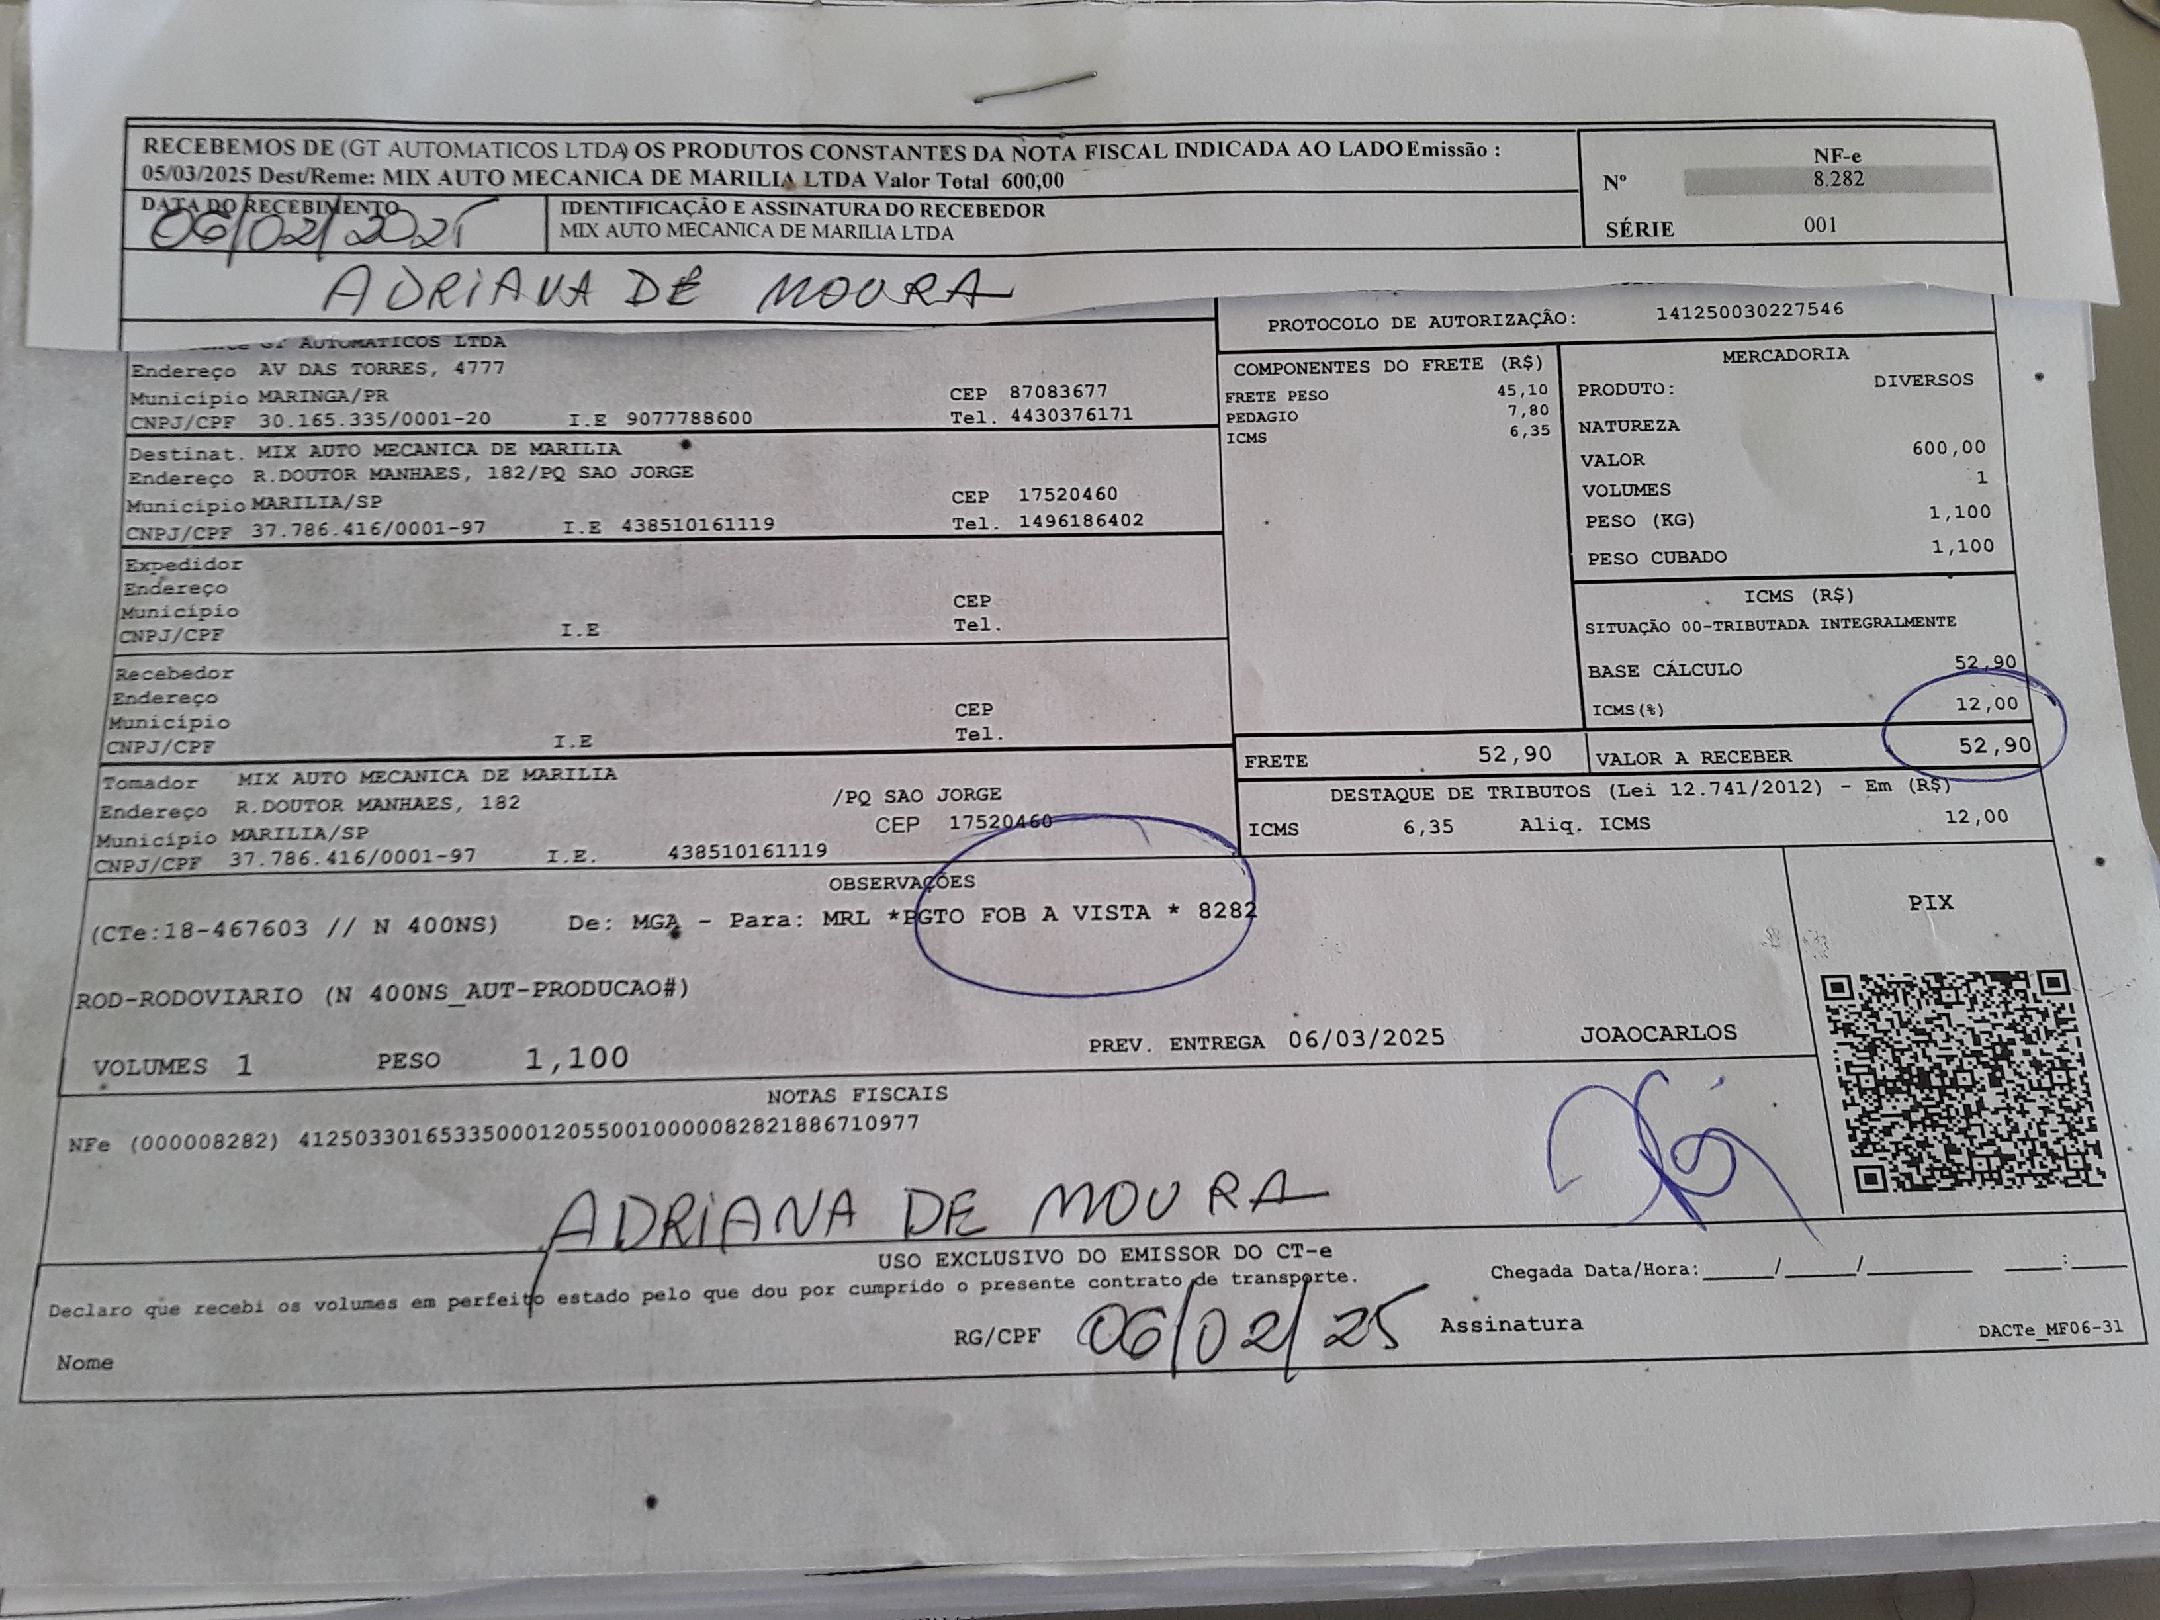 RECEBEMOS DE (GT AUTOMATICOS LTDA) OS PRODUTOS CONSTANTES DA NOTA FISCAL INDICADA AO LADO Emissão :
05/03/2025 Dest/Reme: MIX AUTO MECANICA DE MARILIA LTDA Valor Total 600,00
NF-e
Nº 8.282
SÉRIE 001
DATA DO RECEBIMENTO
06/02/2025
IDENTIFICAÇÃO E ASSINATURA DO RECEBEDOR
MIX AUTO MECANICA DE MARILIA LTDA
ADRIANA DE MOURA
PROTOCOLO DE AUTORIZAÇÃO: 141250030227546
GT AUTOMATICOS LTDA
Endereço AV DAS TORRES, 4777
Município MARINGA/PR CEP 87083677
CNPJ/CPF 30.165.335/0001-20 I.E 9077788600 Tel. 4430376171
Destinat. MIX AUTO MECANICA DE MARILIA
Endereço R.DOUTOR MANHAES, 182/PQ SAO JORGE
Município MARILIA/SP CEP 17520460
CNPJ/CPF 37.786.416/0001-97 I.E 438510161119 Tel. 1496186402
Expedidor
Endereço
Município CEP
CNPJ/CPF I.E Tel.
Recebedor
Endereço
Município CEP
CNPJ/CPF I.E Tel.
Tomador MIX AUTO MECANICA DE MARILIA
Endereço R.DOUTOR MANHAES, 182 /PQ SAO JORGE
Município MARILIA/SP CEP 17520460
CNPJ/CPF 37.786.416/0001-97 I.E. 438510161119
COMPONENTES DO FRETE (R$)
FRETE PESO 45,10
PEDAGIO 7,80
ICMS 6,35
MERCADORIA
PRODUTO: DIVERSOS
NATUREZA
VALOR 600,00
VOLUMES 1
PESO (KG) 1,100
PESO CUBADO 1,100
ICMS (R$)
SITUAÇÃO 00-TRIBUTADA INTEGRALMENTE
BASE CÁLCULO 52,90
ICMS(%) 12,00
FRETE 52,90 VALOR A RECEBER 52,90
DESTAQUE DE TRIBUTOS (Lei 12.741/2012) - Em (R$)
ICMS 6,35 Aliq. ICMS 12,00
OBSERVAÇÕES
(CTe:18-467603 // N 400NS) De: MGA - Para: MRL *PGTO FOB A VISTA * 8282
ROD-RODOVIARIO (N 400NS_AUT-PRODUCAO#)
VOLUMES 1 PESO 1,100 PREV. ENTREGA 06/03/2025 JOAOCARLOS
PIX
NOTAS FISCAIS
NFe (000008282) 41250330165335000120550010000082821886710977
ADRIANA DE MOURA
USO EXCLUSIVO DO EMISSOR DO CT-e
Declaro que recebi os volumes em perfeito estado pelo que dou por cumprido o presente contrato de transporte.
Chegada Data/Hora:_____/_____/_________ ____:____
Nome RG/CPF 06/02/25 Assinatura
DACTe_MF06-31